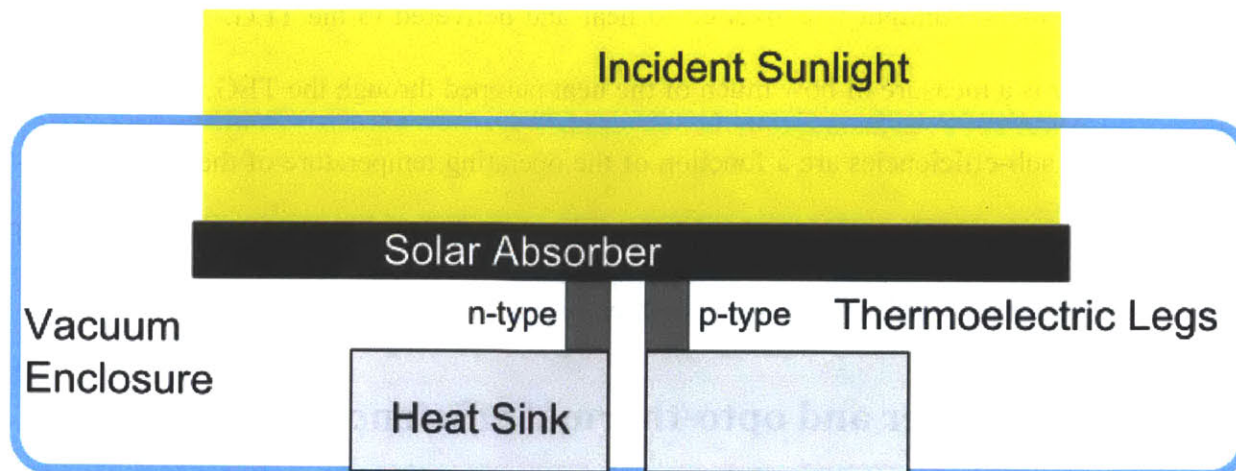 Incident Sunlight
Solar Absorber
n-type
p-type
Thermoelectric Legs
Vacuum
Enclosure
Heat Sink